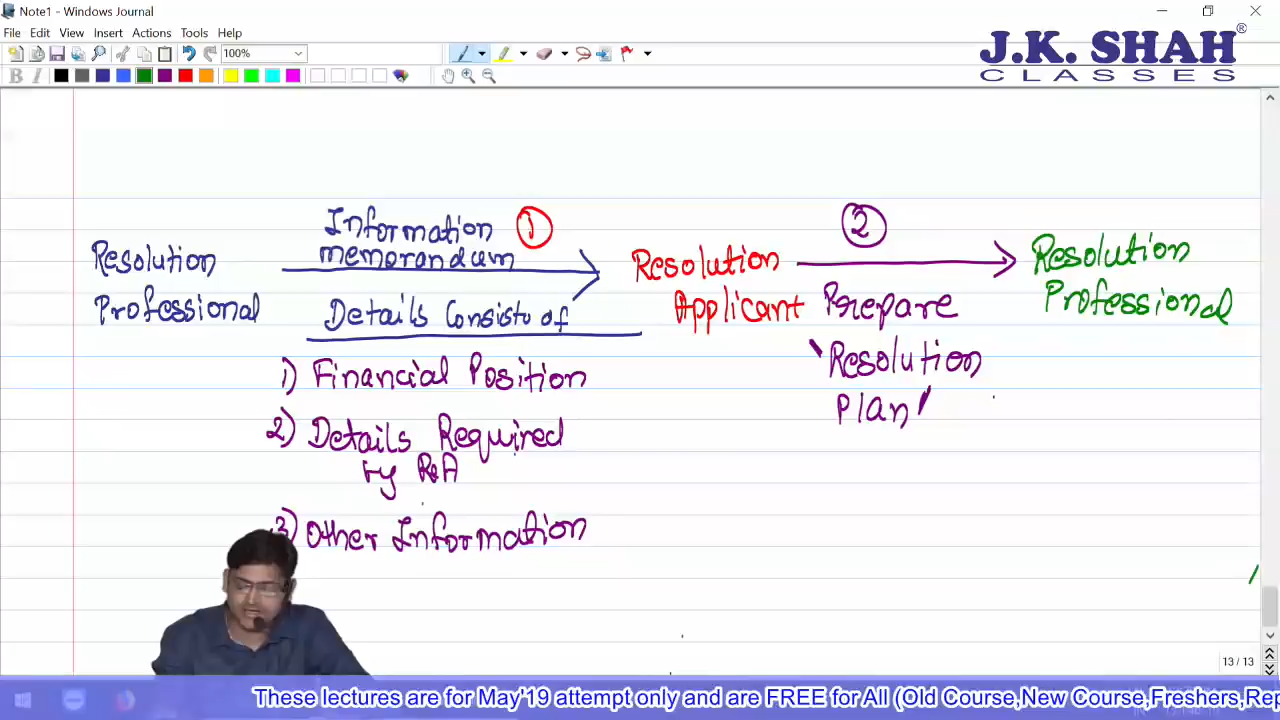 Note1 - Windows Journal
File Edit View Insert Actions Tools Help
100%
J.K. SHAH®
CLASSES
Information 1
memorandum
Resolution
Professional
Details Consists of
1) Financial Position
2) Details Required
by R&A
3) Other Information
Resolution
Applicant
2
Prepare
Resolution
Plan
Resolution
Professional
13 / 13
These lectures are for May'19 attempt only and are FREE for All (Old Course,New Course,Freshers,Rep